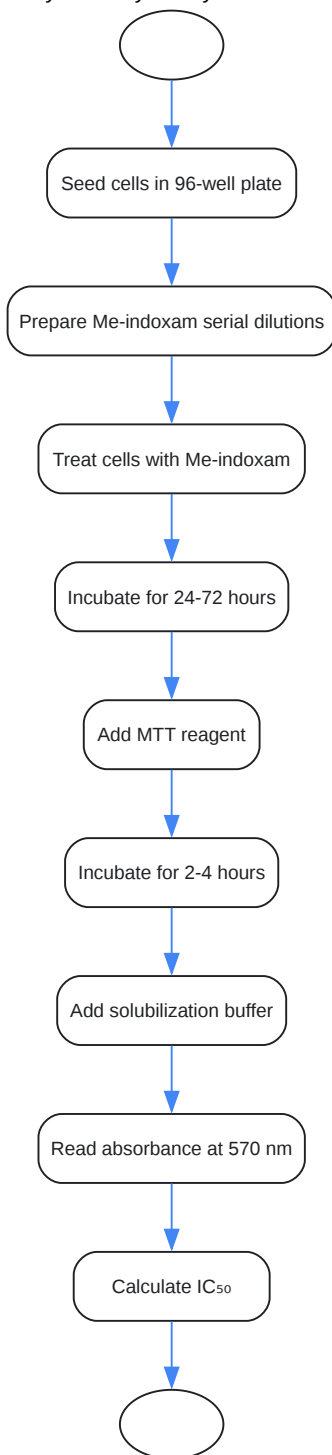 Seed cells in 96-well plate
Prepare Me-indoxam serial dilutions
Treat cells with Me-indoxam
Incubate for 24-72 hours
Add MTT reagent
Incubate for 2-4 hours
Add solubilization buffer
Read absorbance at 570 nm
Calculate IC₅₀